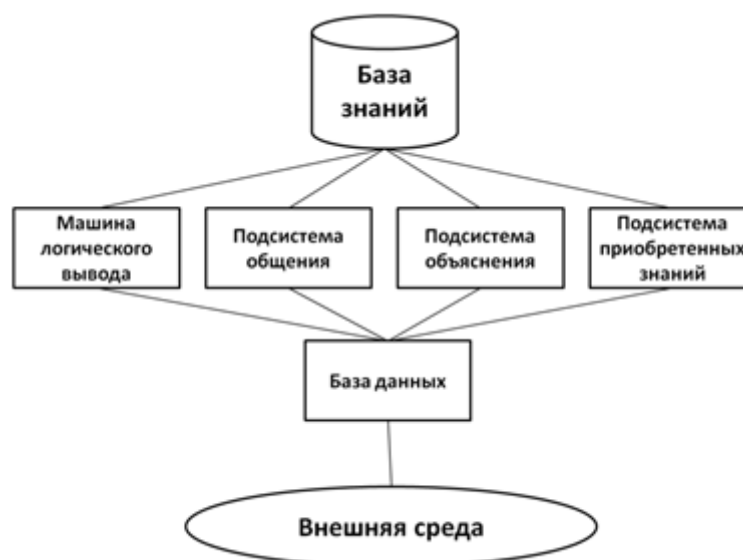 База
знаний
Машина
логического
вывода
Подсистема
общения
Подсистема
объяснения
Подсистема
приобретенных
знаний
База данных
Внешняя среда